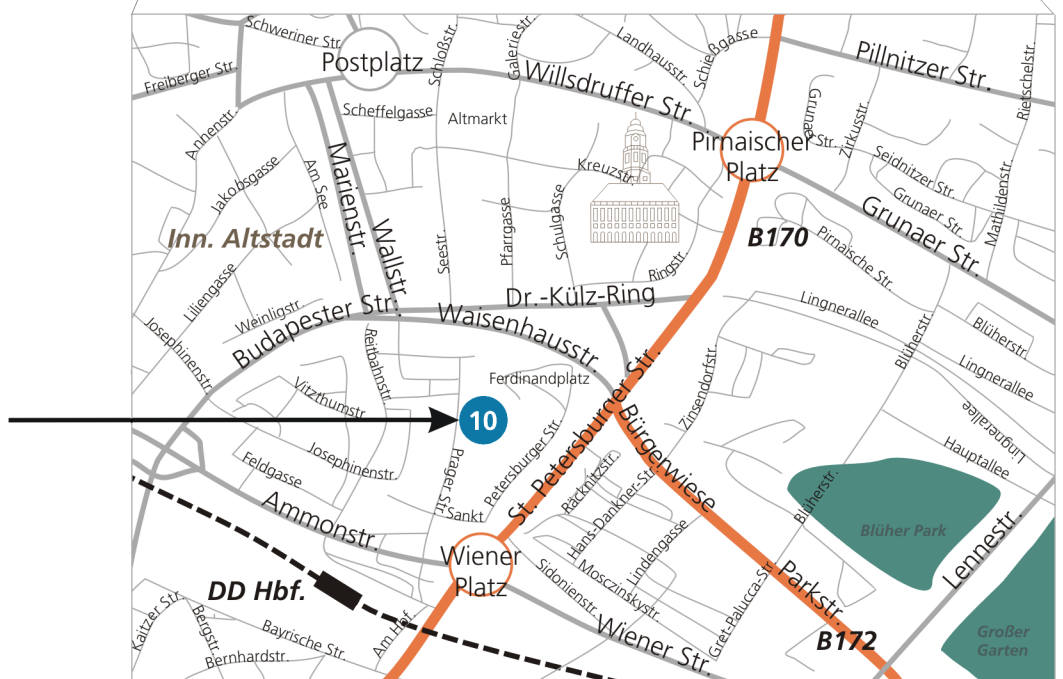 Schweriner Str.
Postplatz
Schloßstr.
Galeriestr.
Landhausstr.
Schießgasse
Pillnitzer Str.
Rietschelstr.
Freiberger Str.
Willsdruffer Str.
Scheffelgasse
Altmarkt
Annenstr.
Pirnaischer
Platz
Grunaer
Str.
Zirkusstr.
Seidnitzer Str.
Grunaer Str.
Mathildenstr.
Jakobsgasse
Am See
Marienstr.
Wallstr.
Kreuzstr.
Seestr.
Pfarrgasse
Schulgasse
Ringstr.
Grunaer Str.
Inn. Altstadt
B170
Pirnaische Str.
Liliengasse
Weinligstr.
Budapester Str.
Dr.-Külz-Ring
Waisenhausstr.
Lingnerallee
Blüherstr.
Blüherstr.
Lingnerallee
Josephinenstr.
Reitbahnstr.
Ferdinandplatz
Vitzthumstr.
St. Petersburger Str.
Zinsendorfstr.
Lingnerallee
Lingnerallee
10
Bürgerwiese
Hauptallee
Josephinenstr.
Feldgasse
Prager Str.
Petersburger Str.
Sankt
Räcknitzstr.
Hans-Dankner-Str.
Lindengasse
Blüherstr.
Blüher Park
Lennéstr.
Ammonstr.
Wiener
Platz
Sidonienstr.
Mosczinskystr.
Gret-Palucca-Str.
Parkstr.
DD Hbf.
Kaitzer Str.
Bergstr.
Bayrische Str.
Bernhardstr.
Am Hbf.
Wiener Str.
B172
Großer
Garten